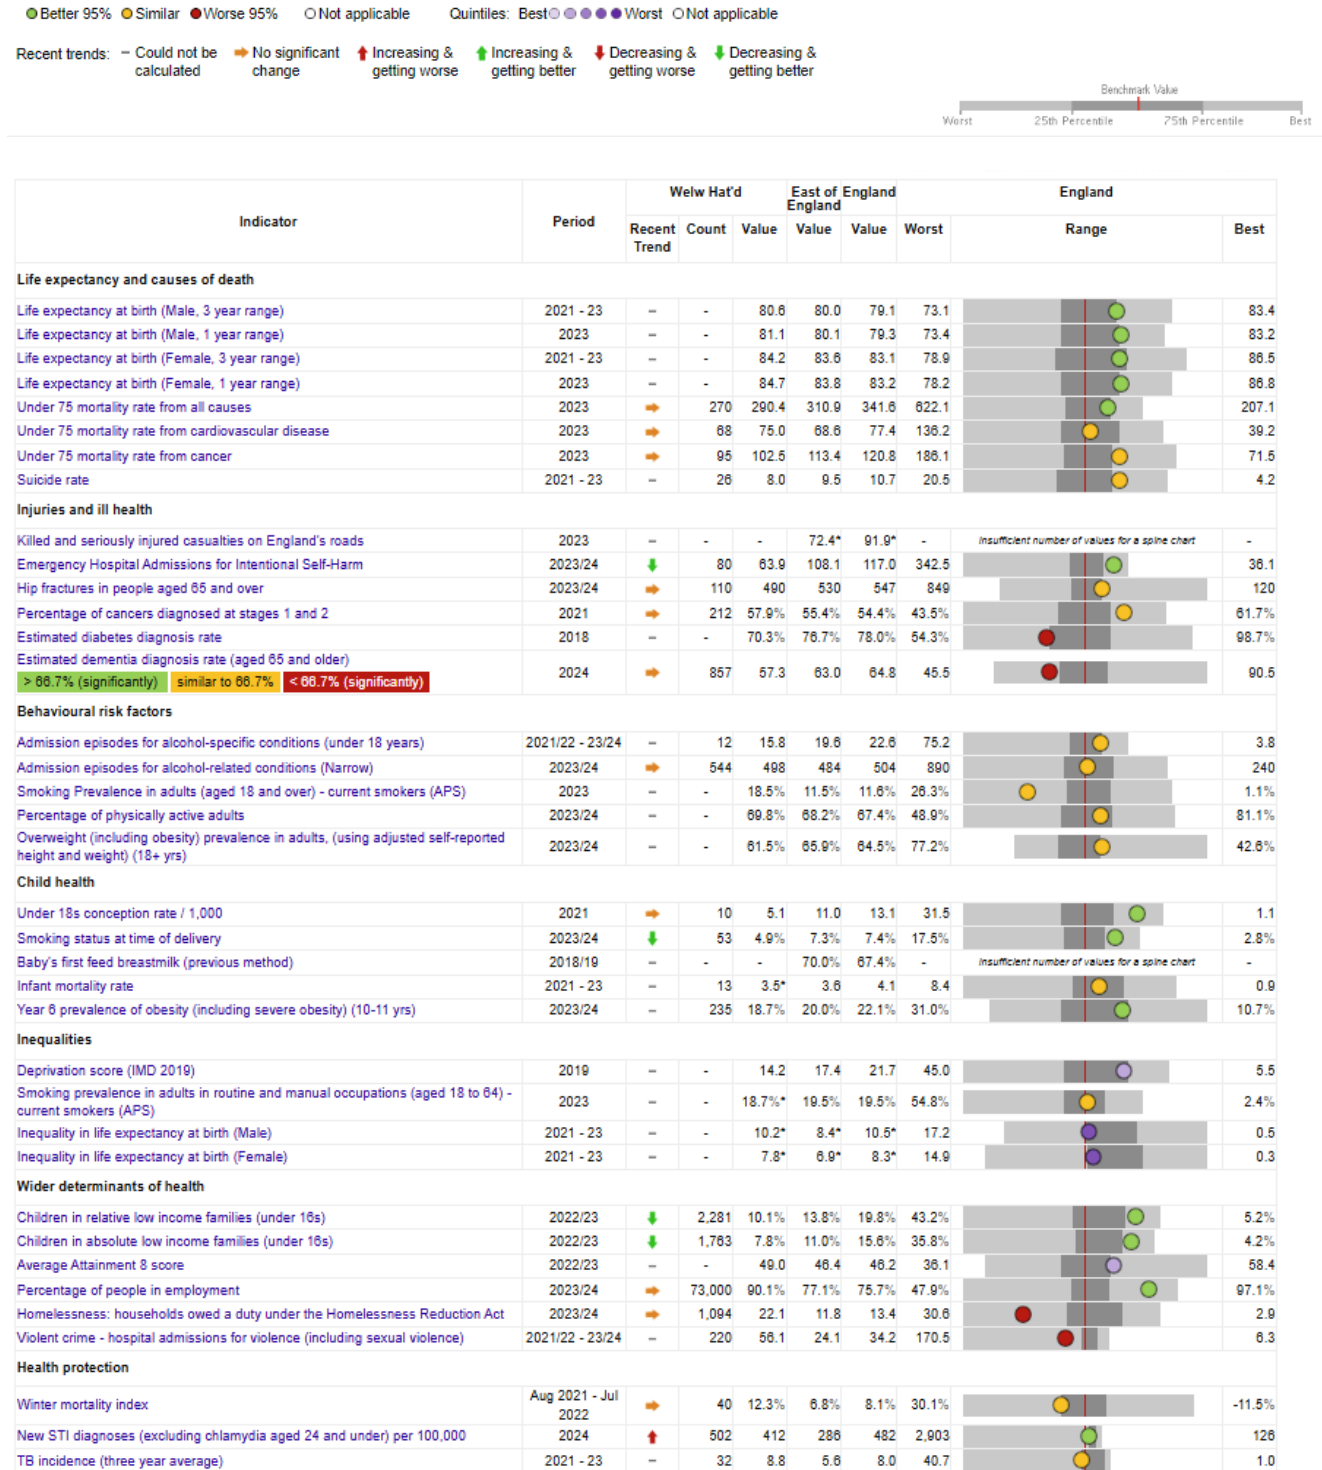 Better 95% Similar Worse 95% Not applicable Quintiles: Best Worst Not applicable
Recent trends: – Could not be calculated No significant change Increasing & getting worse Increasing & getting better Decreasing & getting worse Decreasing & getting better
Benchmark Value
Worst 25th Percentile 75th Percentile Best
Indicator Period Welw Hat'd East of England England England
Recent Trend Count Value Value Value Worst Range Best
Life expectancy and causes of death
Life expectancy at birth (Male, 3 year range) 2021 - 23 – - 80.6 80.0 79.1 73.1 83.4
Life expectancy at birth (Male, 1 year range) 2023 – - 81.1 80.1 79.3 73.4 83.2
Life expectancy at birth (Female, 3 year range) 2021 - 23 – - 84.2 83.6 83.1 78.9 86.5
Life expectancy at birth (Female, 1 year range) 2023 – - 84.7 83.8 83.2 78.2 86.8
Under 75 mortality rate from all causes 2023 270 290.4 310.9 341.6 622.1 207.1
Under 75 mortality rate from cardiovascular disease 2023 68 75.0 68.6 77.4 136.2 39.2
Under 75 mortality rate from cancer 2023 95 102.5 113.4 120.8 186.1 71.5
Suicide rate 2021 - 23 – 26 8.0 9.5 10.7 20.5 4.2
Injuries and ill health
Killed and seriously injured casualties on England's roads 2023 – - - 72.4* 91.9* - Insufficient number of values for a spine chart -
Emergency Hospital Admissions for Intentional Self-Harm 2023/24 80 63.9 108.1 117.0 342.5 36.1
Hip fractures in people aged 65 and over 2023/24 110 490 530 547 849 120
Percentage of cancers diagnosed at stages 1 and 2 2021 212 57.9% 55.4% 54.4% 43.5% 61.7%
Estimated diabetes diagnosis rate 2018 – - 70.3% 76.7% 78.0% 54.3% 98.7%
Estimated dementia diagnosis rate (aged 65 and older) 2024 857 57.3 63.0 64.8 45.5 90.5
> 66.7% (significantly) similar to 66.7% < 66.7% (significantly)
Behavioural risk factors
Admission episodes for alcohol-specific conditions (under 18 years) 2021/22 - 23/24 – 12 15.8 19.6 22.6 75.2 3.8
Admission episodes for alcohol-related conditions (Narrow) 2023/24 544 498 484 504 890 240
Smoking Prevalence in adults (aged 18 and over) - current smokers (APS) 2023 – - 18.5% 11.5% 11.6% 26.3% 1.1%
Percentage of physically active adults 2023/24 – - 69.8% 68.2% 67.4% 48.9% 81.1%
Overweight (including obesity) prevalence in adults, (using adjusted self-reported
height and weight) (18+ yrs) 2023/24 – - 61.5% 65.9% 64.5% 77.2% 42.6%
Child health
Under 18s conception rate / 1,000 2021 10 5.1 11.0 13.1 31.5 1.1
Smoking status at time of delivery 2023/24 53 4.9% 7.3% 7.4% 17.5% 2.8%
Baby's first feed breastmilk (previous method) 2018/19 – - - 70.0% 67.4% - Insufficient number of values for a spine chart -
Infant mortality rate 2021 - 23 – 13 3.5* 3.6 4.1 8.4 0.9
Year 6 prevalence of obesity (including severe obesity) (10-11 yrs) 2023/24 – 235 18.7% 20.0% 22.1% 31.0% 10.7%
Inequalities
Deprivation score (IMD 2019) 2019 – - 14.2 17.4 21.7 45.0 5.5
Smoking prevalence in adults in routine and manual occupations (aged 18 to 64) -
current smokers (APS) 2023 – - 18.7%* 19.5% 19.5% 54.8% 2.4%
Inequality in life expectancy at birth (Male) 2021 - 23 – - 10.2* 8.4* 10.5* 17.2 0.5
Inequality in life expectancy at birth (Female) 2021 - 23 – - 7.8* 6.9* 8.3* 14.9 0.3
Wider determinants of health
Children in relative low income families (under 16s) 2022/23 2,281 10.1% 13.8% 19.8% 43.2% 5.2%
Children in absolute low income families (under 16s) 2022/23 1,763 7.8% 11.0% 15.6% 35.8% 4.2%
Average Attainment 8 score 2022/23 – - 49.0 46.4 46.2 36.1 58.4
Percentage of people in employment 2023/24 73,000 90.1% 77.1% 75.7% 47.9% 97.1%
Homelessness: households owed a duty under the Homelessness Reduction Act 2023/24 1,094 22.1 11.8 13.4 30.6 2.9
Violent crime - hospital admissions for violence (including sexual violence) 2021/22 - 23/24 – 220 56.1 24.1 34.2 170.5 6.3
Health protection
Winter mortality index Aug 2021 - Jul 2022 40 12.3% 6.8% 8.1% 30.1% -11.5%
New STI diagnoses (excluding chlamydia aged 24 and under) per 100,000 2024 502 412 286 482 2,903 126
TB incidence (three year average) 2021 - 23 – 32 8.8 5.6 8.0 40.7 1.0